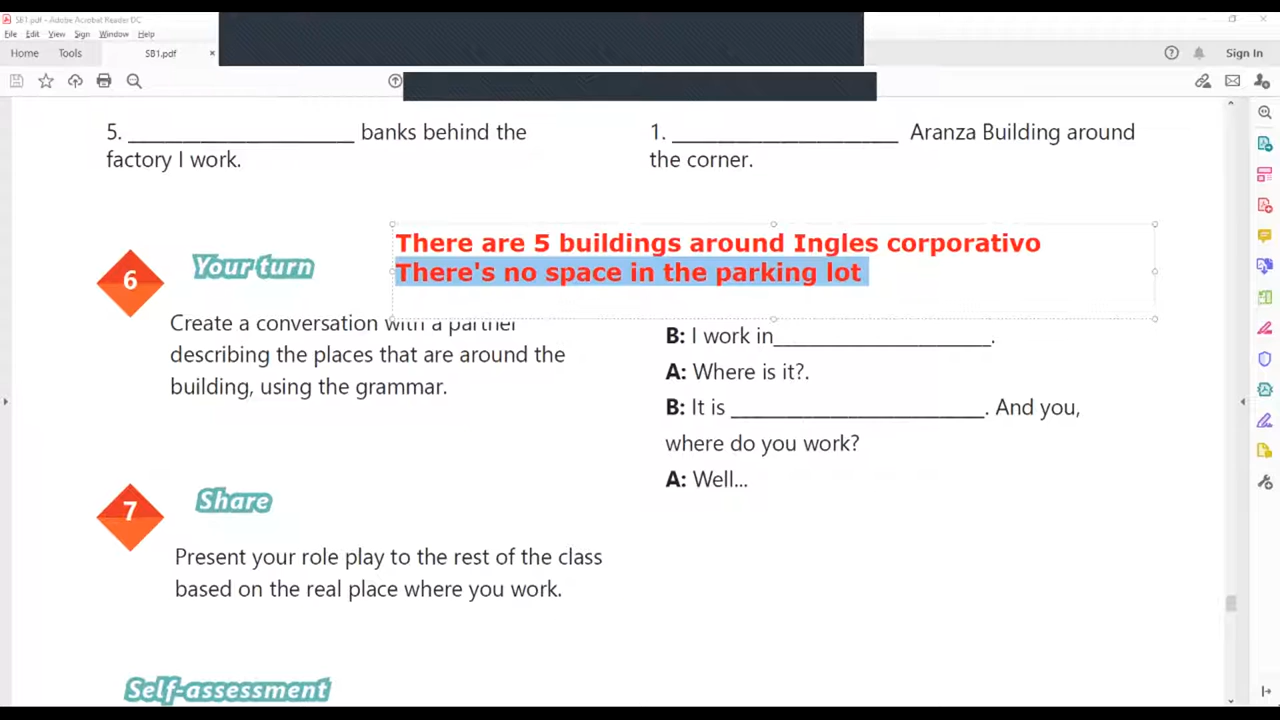 SB1.pdf - Adobe Acrobat Reader DC
File Edit View Sign Window Help
Home Tools SB1.pdf × Sign In
5. ____________________ banks behind the
factory I work.
1. ____________________ Aranza Building around
the corner.
There are 5 buildings around Ingles corporativo
There's no space in the parking lot
6 Your turn
Create a conversation with a partner
describing the places that are around the
building, using the grammar.
B: I work in____________________.
A: Where is it?.
B: It is ______________________. And you,
where do you work?
A: Well...
7 Share
Present your role play to the rest of the class
based on the real place where you work.
Self-assessment